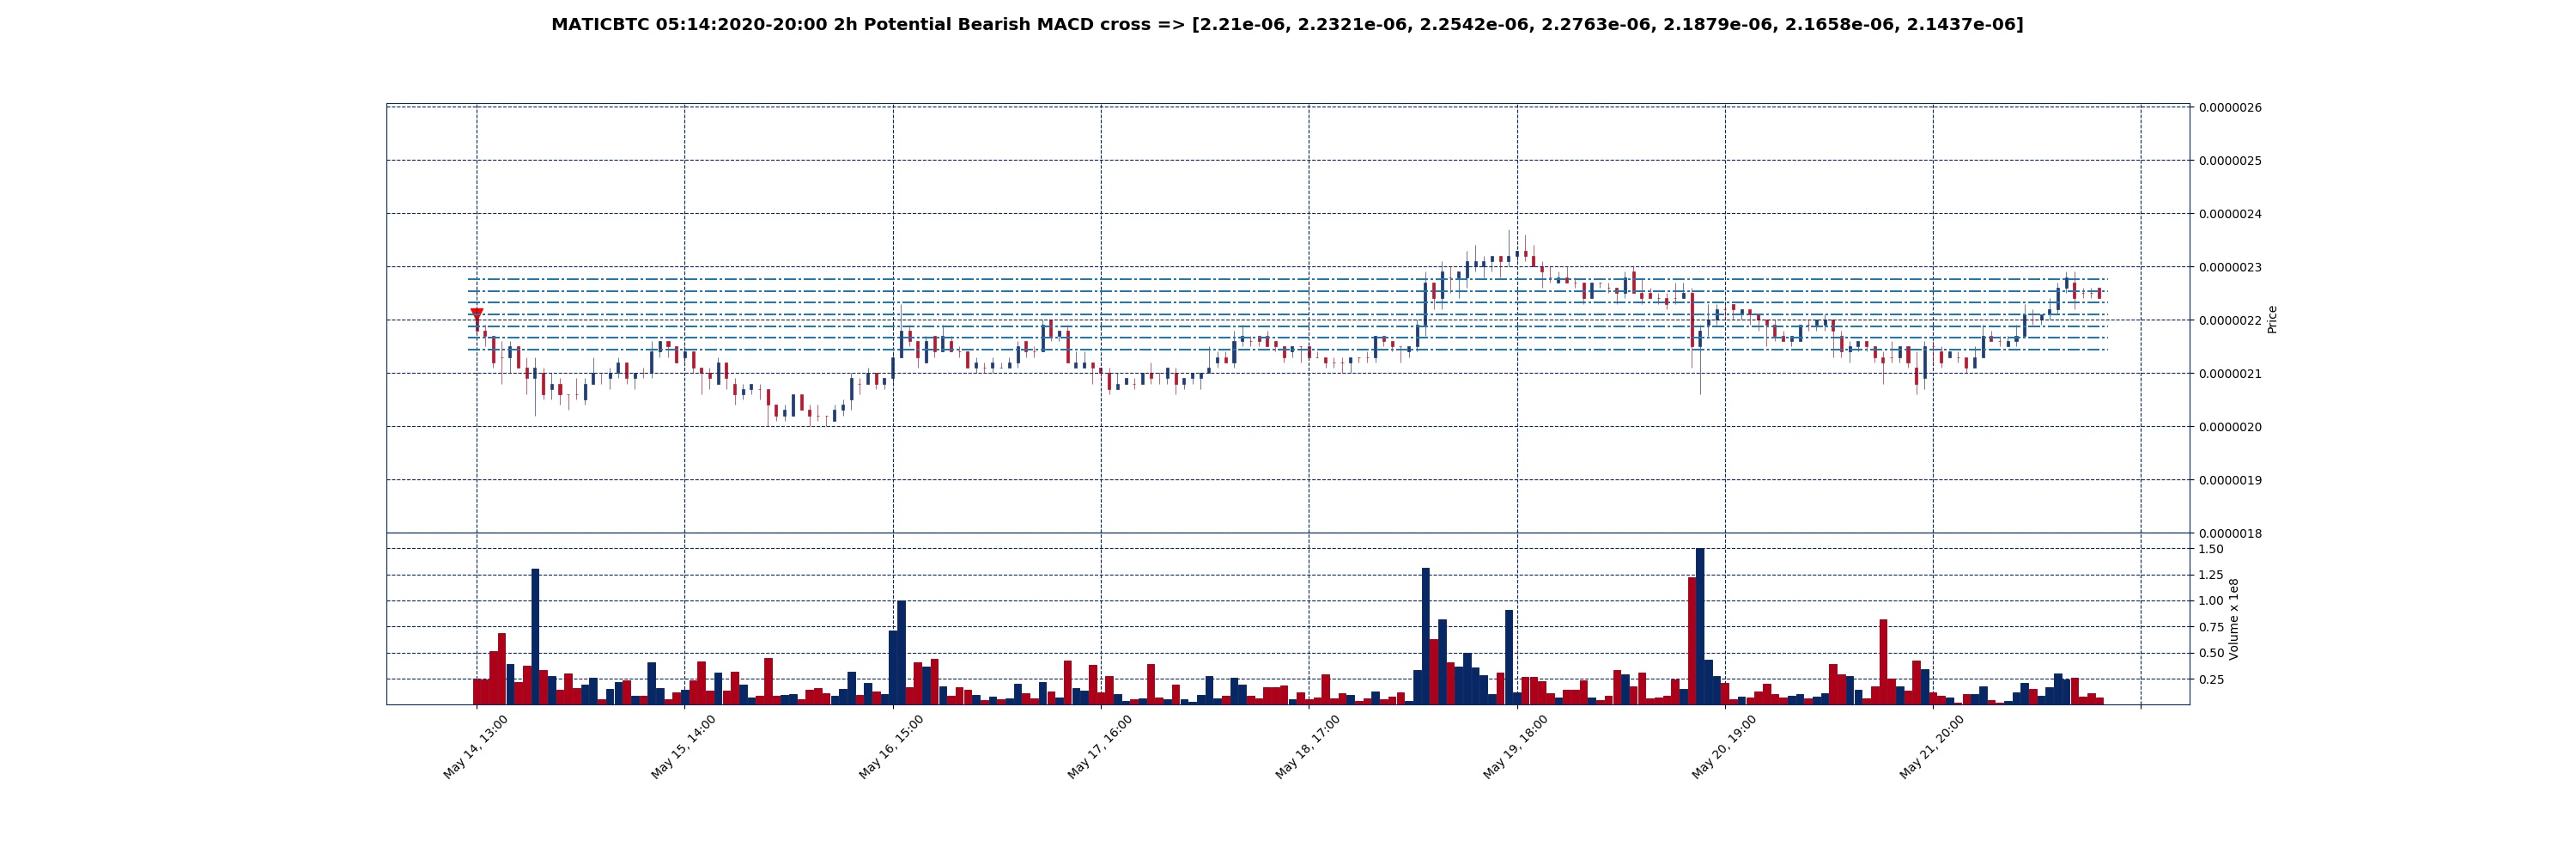 MATICBTC 05:14:2020-20:00 2h Potential Bearish MACD cross => [2.21e-06, 2.2321e-06, 2.2542e-06, 2.2763e-06, 2.1879e-06, 2.1658e-06, 2.1437e-06]
0.0000026
0.0000025
0.0000024
0.0000023
0.0000022
0.0000021
0.0000020
0.0000019
0.0000018
Price
1.50
1.25
1.00
0.75
0.50
0.25
Volume x 1e8
May 14, 13:00
May 15, 14:00
May 16, 15:00
May 17, 16:00
May 18, 17:00
May 19, 18:00
May 20, 19:00
May 21, 20:00